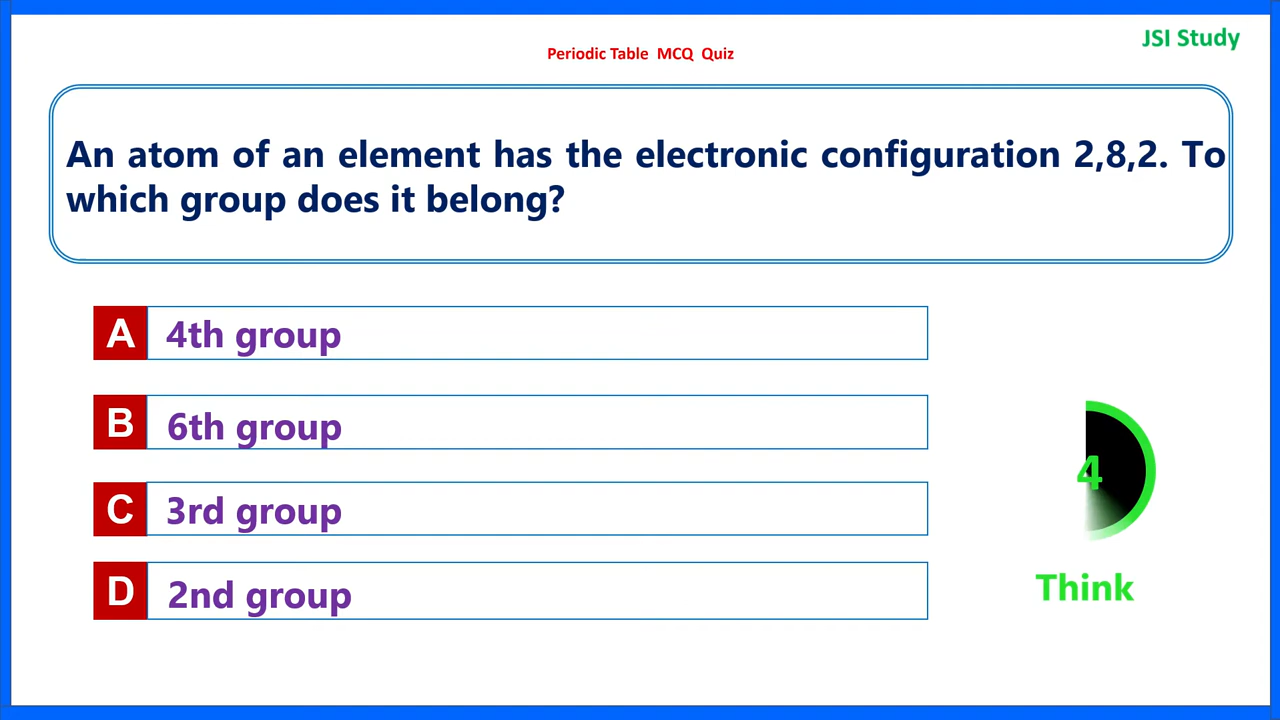 JSI Study
Periodic Table MCQ Quiz
An atom of an element has the electronic configuration 2,8,2. To
which group does it belong?
A 4th group
B 6th group
C 3rd group
D 2nd group
4
Think